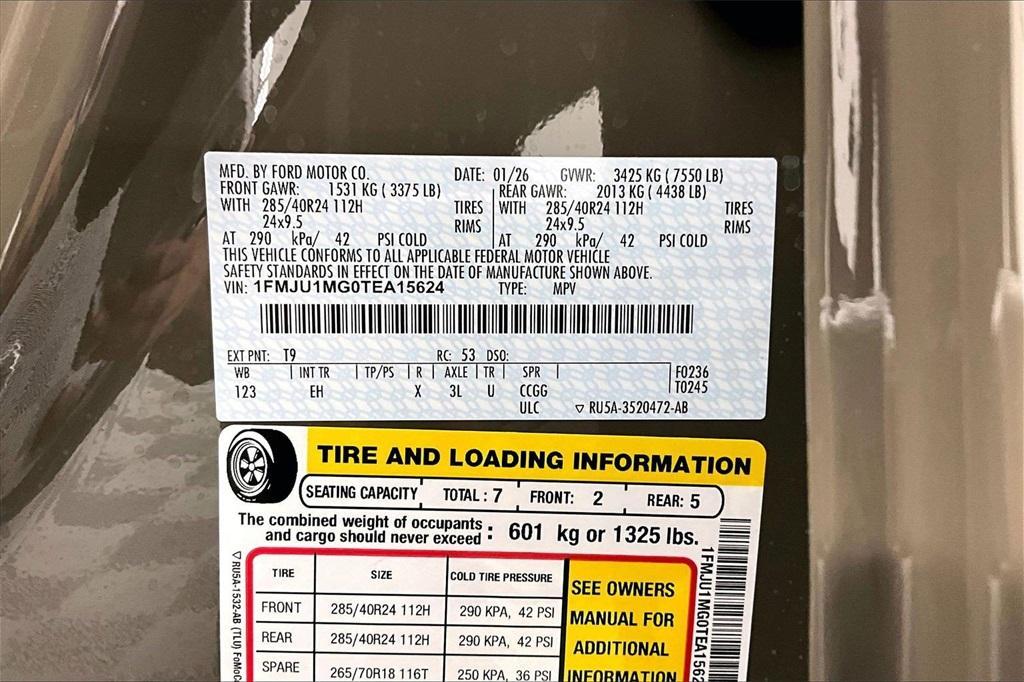 MFD. BY FORD MOTOR CO. DATE: 01/26 GVWR: 3425 KG ( 7550 LB)
FRONT GAWR: 1531 KG ( 3375 LB) REAR GAWR: 2013 KG ( 4438 LB)
WITH 285/40R24 112H TIRES WITH 285/40R24 112H TIRES
24x9.5 RIMS 24x9.5 RIMS
AT 290 kPa/ 42 PSI COLD AT 290 kPa/ 42 PSI COLD
THIS VEHICLE CONFORMS TO ALL APPLICABLE FEDERAL MOTOR VEHICLE
SAFETY STANDARDS IN EFFECT ON THE DATE OF MANUFACTURE SHOWN ABOVE.
VIN: 1FMJU1MG0TEA15624 TYPE: MPV
EXT PNT: T9 RC: 53 DSO:
WB INT TR TP/PS R AXLE TR SPR F0236
123 EH X 3L U CCGG T0245
ULC RU5A-3520472-AB
TIRE AND LOADING INFORMATION
SEATING CAPACITY TOTAL : 7 FRONT: 2 REAR: 5
The combined weight of occupants
and cargo should never exceed : 601 kg or 1325 lbs.
TIRE SIZE COLD TIRE PRESSURE
FRONT 285/40R24 112H 290 KPA, 42 PSI
REAR 285/40R24 112H 290 KPA, 42 PSI
SPARE 265/70R18 116T 250 KPA, 36 PSI
SEE OWNERS
MANUAL FOR
ADDITIONAL
INFORMATION
RU5A-1532-AB (TLU) FoMoC
1FMJU1MG0TEA1562